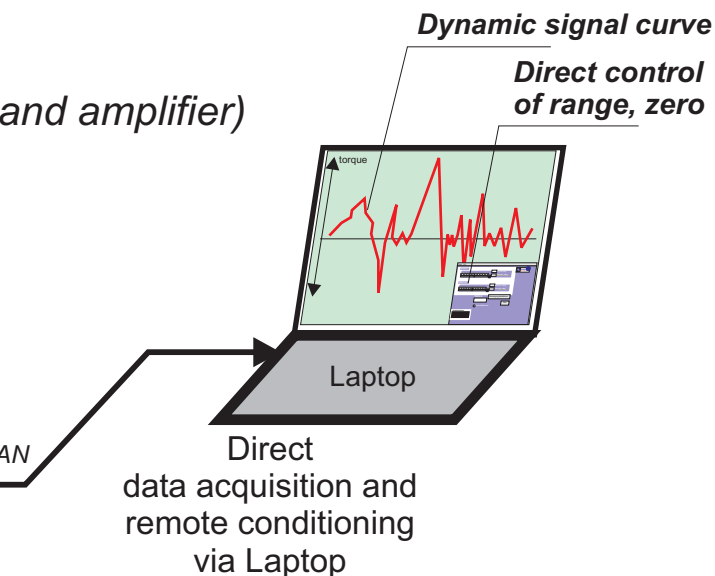 Dynamic signal curve
Direct control
of range, zero
and amplifier)
torque
Laptop
AN
Direct
data acquisition and
remote conditioning
via Laptop